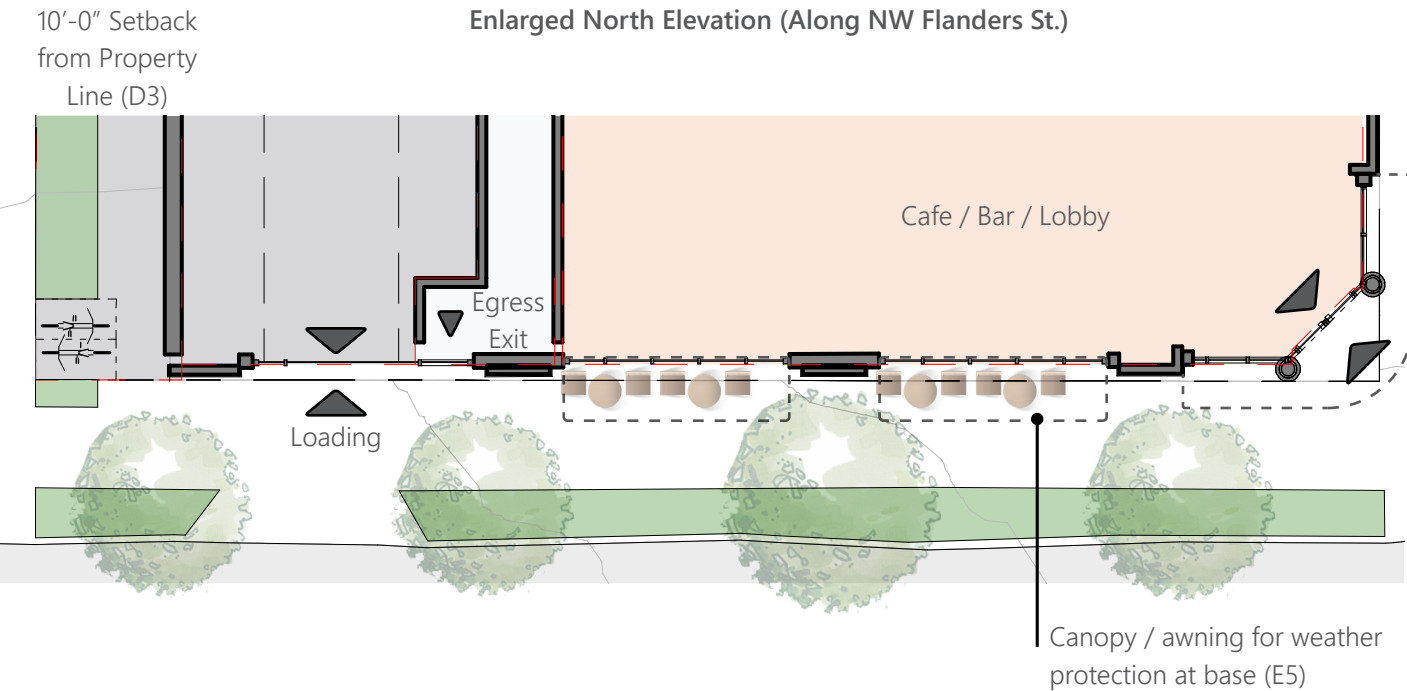 10’-0” Setback
from Property
Line (D3)
Enlarged North Elevation (Along NW Flanders St.)
Cafe / Bar / Lobby
Egress
Exit
Loading
Canopy / awning for weather
protection at base (E5)